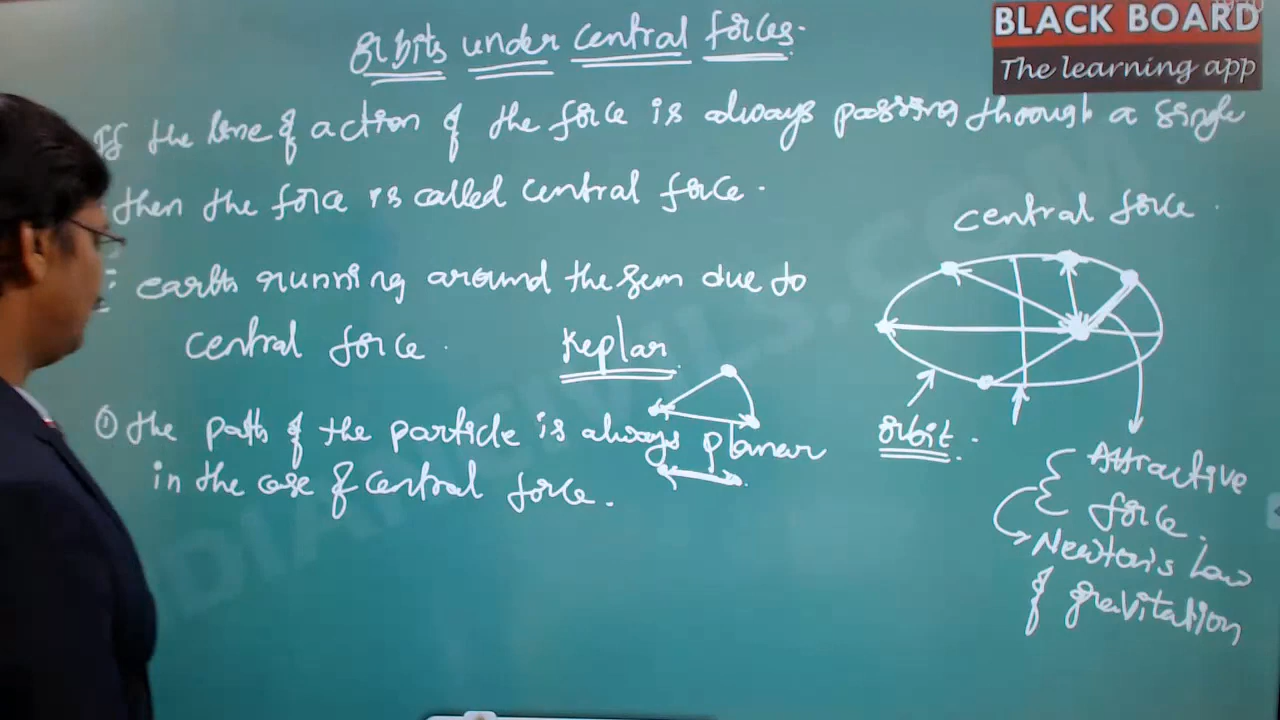 Orbits under central forces.
BLACK BOARD
The learning app
If the line of action of the force is always passing through a single
then the force is called central force.
central force.
earth running around the sun due to
central force.
Keplar
① the path of the particle is always planar
in the case of central force.
orbit.
Attractive
force.
Newton's Law
of gravitation